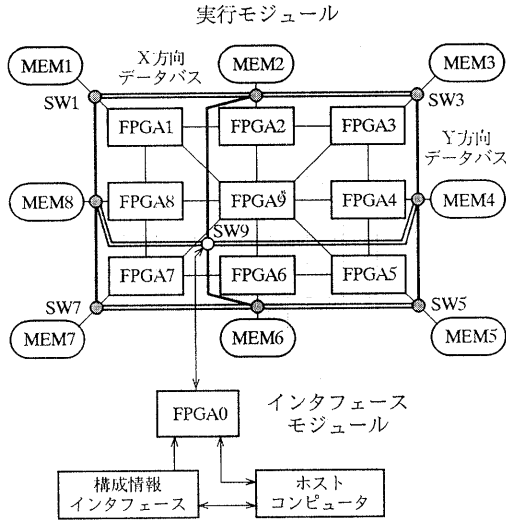 実行モジュール
MEM1
X方向
データバス
MEM2
MEM3
SW1
SW3
FPGA1
FPGA2
FPGA3
Y方向
データバス
MEM8
FPGA8
FPGA9
FPGA4
MEM4
SW9
FPGA7
FPGA6
FPGA5
SW7
SW5
MEM7
MEM6
MEM5
FPGA0
インタフェース
モジュール
構成情報
インタフェース
ホスト
コンピュータ